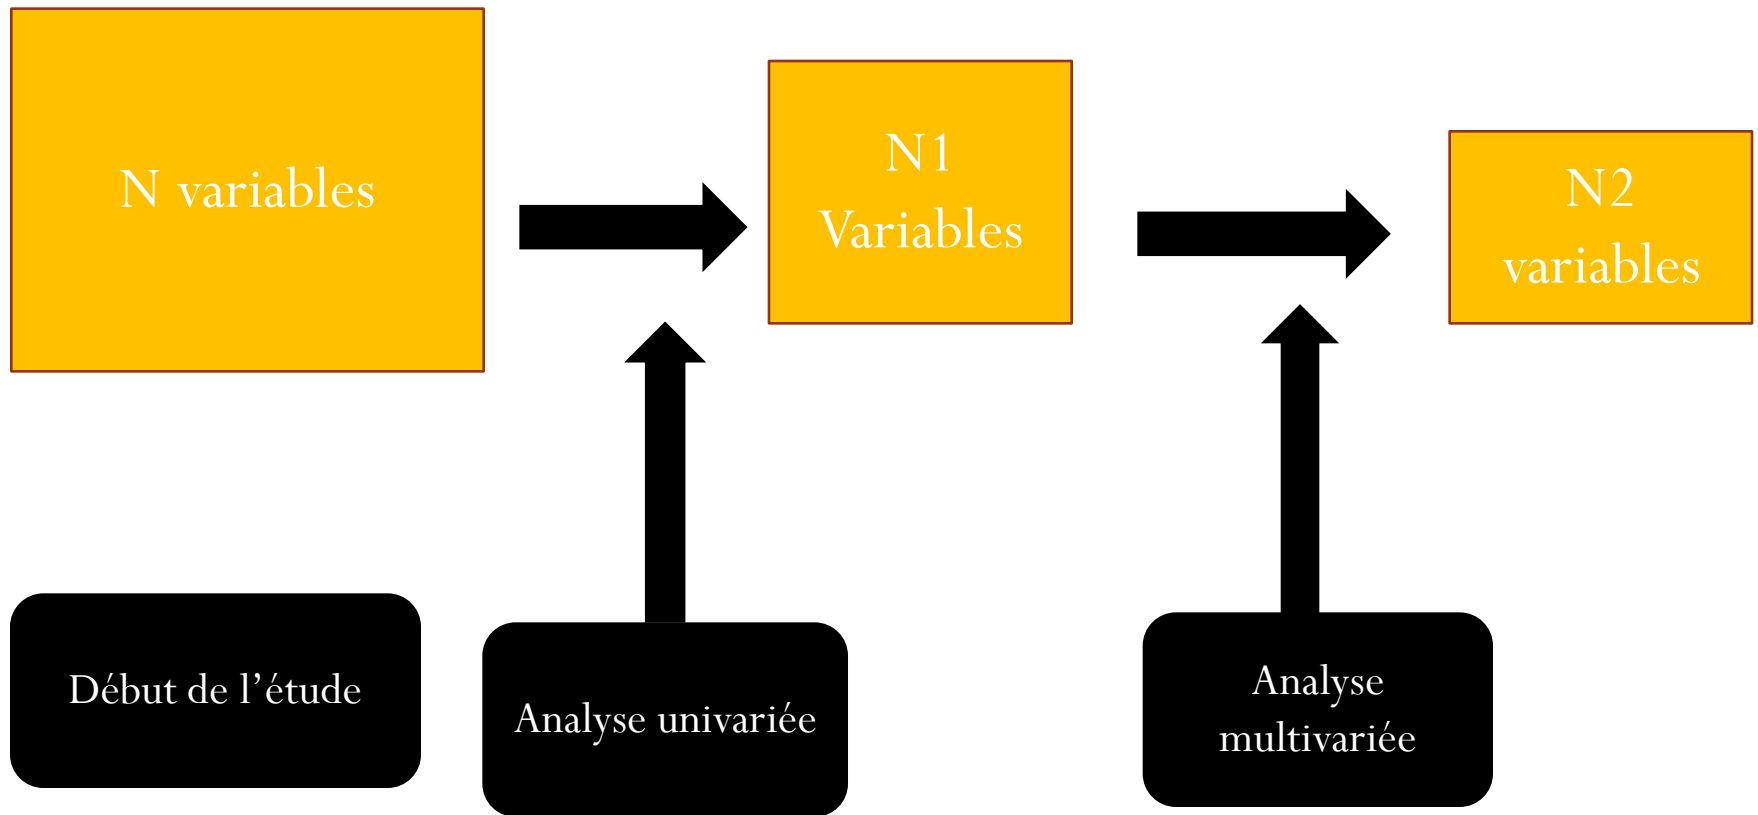 N variables
N1
Variables
N2
variables
Début de l’étude
Analyse univariée
Analyse
multivariée